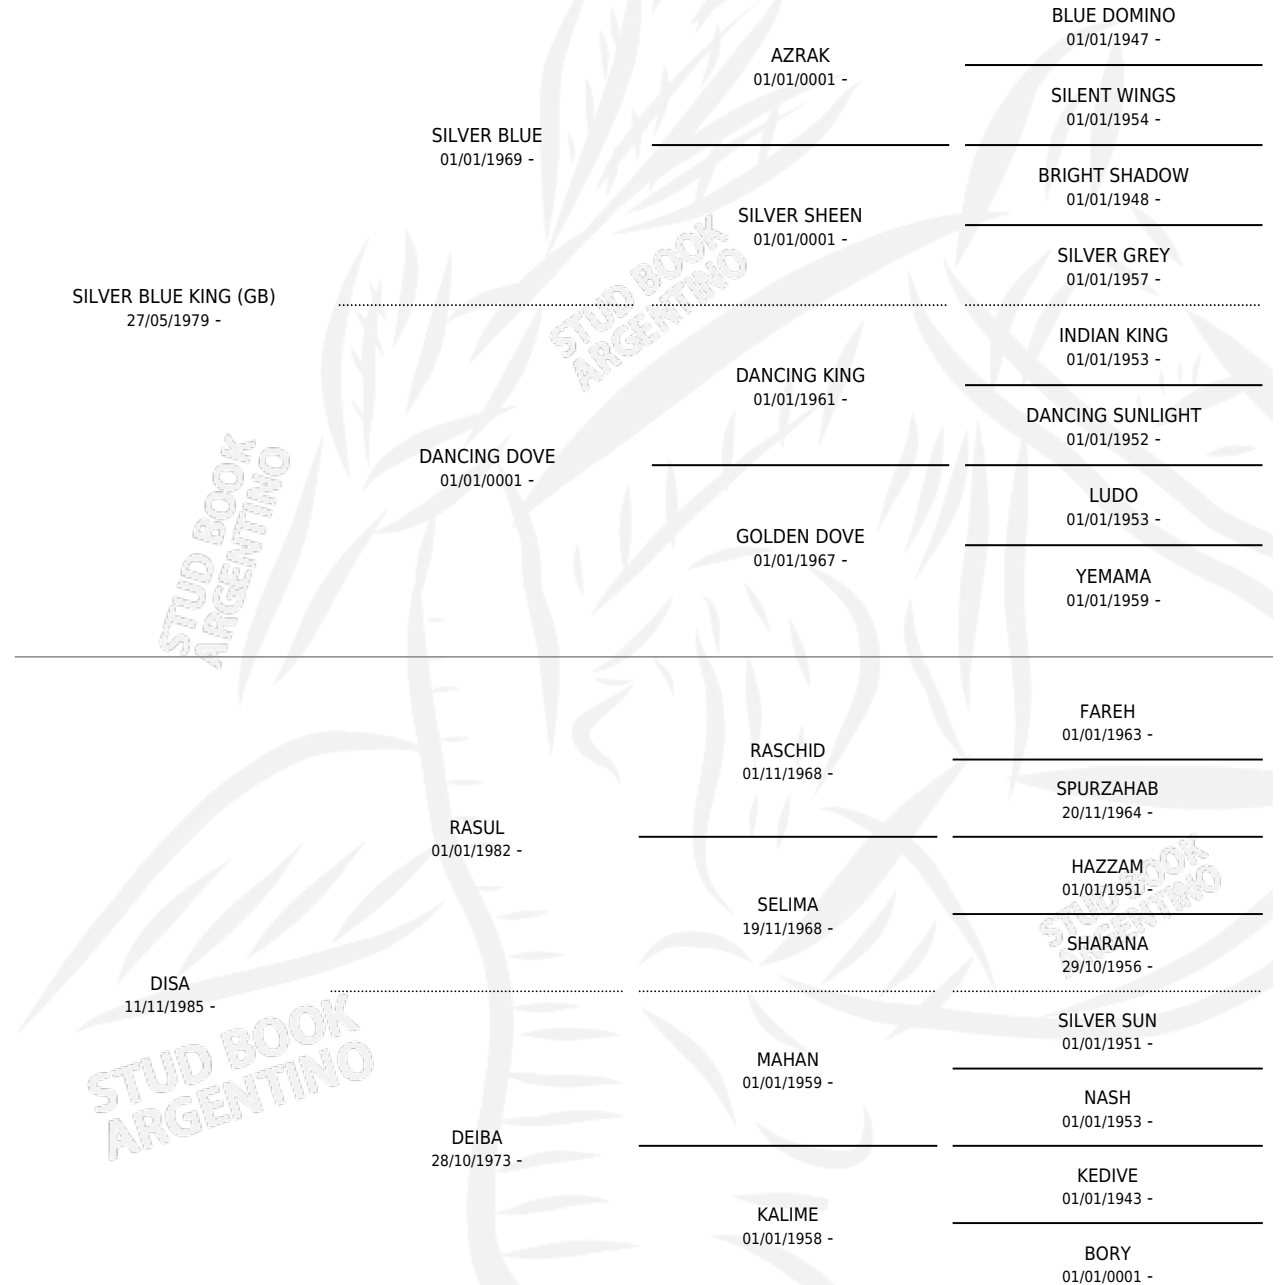 BLUE DOMINO
01/01/1947 -
AZRAK
01/01/0001 -
SILENT WINGS
01/01/1954 -
SILVER BLUE
01/01/1969 -
BRIGHT SHADOW
01/01/1948 -
SILVER SHEEN
01/01/0001 -
SILVER GREY
01/01/1957 -
SILVER BLUE KING (GB)
27/05/1979 -
INDIAN KING
01/01/1953 -
DANCING KING
01/01/1961 -
DANCING SUNLIGHT
01/01/1952 -
DANCING DOVE
01/01/0001 -
LUDO
01/01/1953 -
GOLDEN DOVE
01/01/1967 -
YEMAMA
01/01/1959 -
FAREH
01/01/1963 -
RASCHID
01/11/1968 -
SPURZAHAB
20/11/1964 -
RASUL
01/01/1982 -
HAZZAM
01/01/1951 -
SELIMA
19/11/1968 -
SHARANA
29/10/1956 -
DISA
11/11/1985 -
SILVER SUN
01/01/1951 -
MAHAN
01/01/1959 -
NASH
01/01/1953 -
DEIBA
28/10/1973 -
KEDIVE
01/01/1943 -
KALIME
01/01/1958 -
BORY
01/01/0001 -
STUD BOOK
ARGENTINO
STUD BOOK
ARGENTINO
STUD BOOK
ARGENTINO
STUD BOOK
ARGENTINO